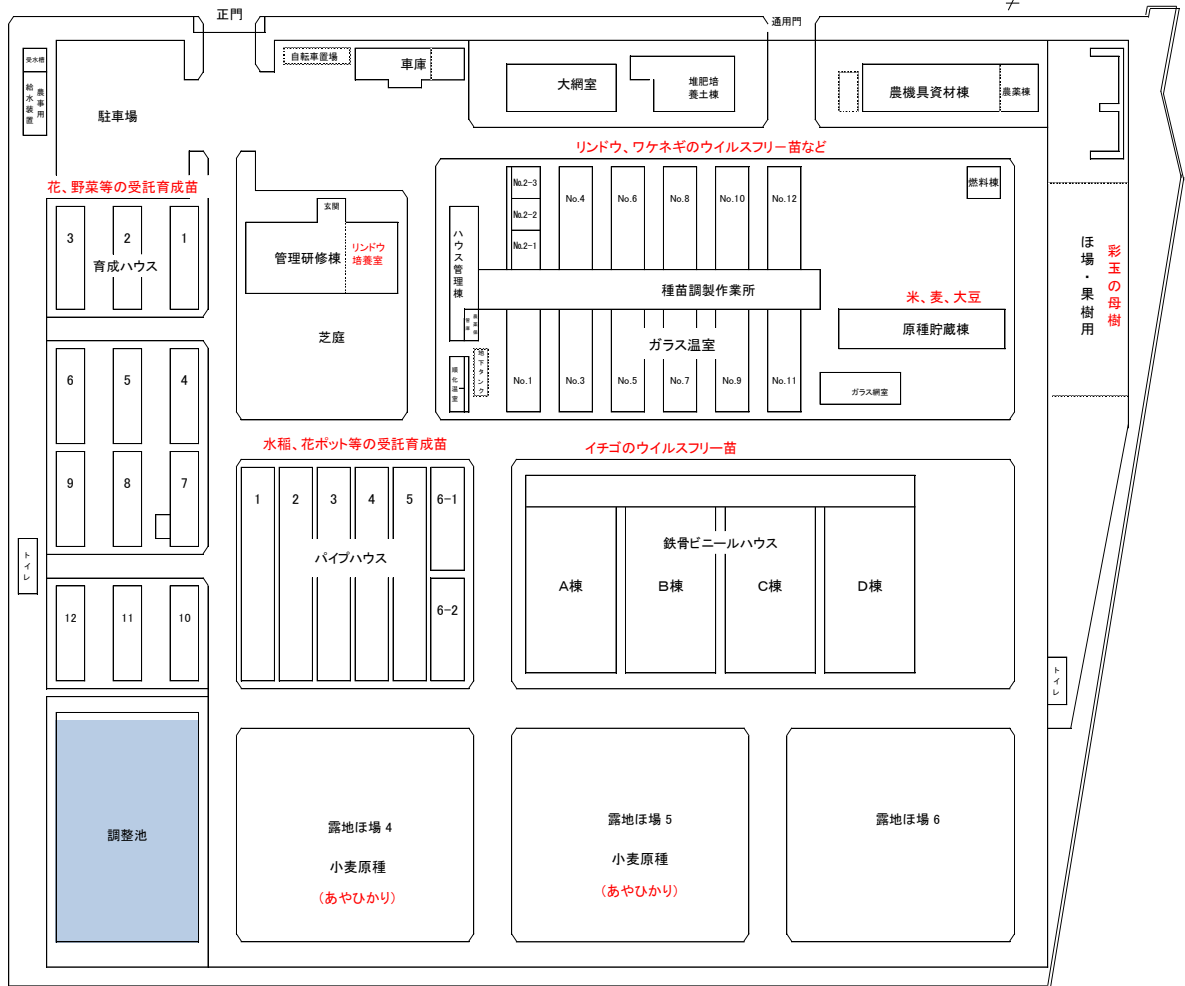 正門
通用門
受水槽
農事用
給水装置
駐車場
自転車置場
車庫
大網室
堆肥培
養土棟
農機具資材棟
農薬棟
リンドウ、ワケネギのウイルスフリー苗など
花、野菜等の受託育成苗
3
2
1
育成ハウス
玄関
管理研修棟
リンドウ
培養室
芝庭
ハウス管理棟
No.2-3
No.2-2
No.2-1
No.4
No.6
No.8
No.10
No.12
燃料棟
種苗調製作業所
米、麦、大豆
原種貯蔵棟
ガラス温室
地下タンク
No.1
No.3
No.5
No.7
No.9
No.11
ガラス網室
ほ場・果樹用
彩玉の母樹
6
5
4
9
8
7
トイレ
12
11
10
水稲、花ポット等の受託育成苗
1
2
3
4
5
6-1
6-2
パイプハウス
イチゴのウイルスフリー苗
鉄骨ビニールハウス
A棟
B棟
C棟
D棟
トイレ
調整池
露地ほ場 4
小麦原種
(あやひかり)
露地ほ場 5
小麦原種
(あやひかり)
露地ほ場 6